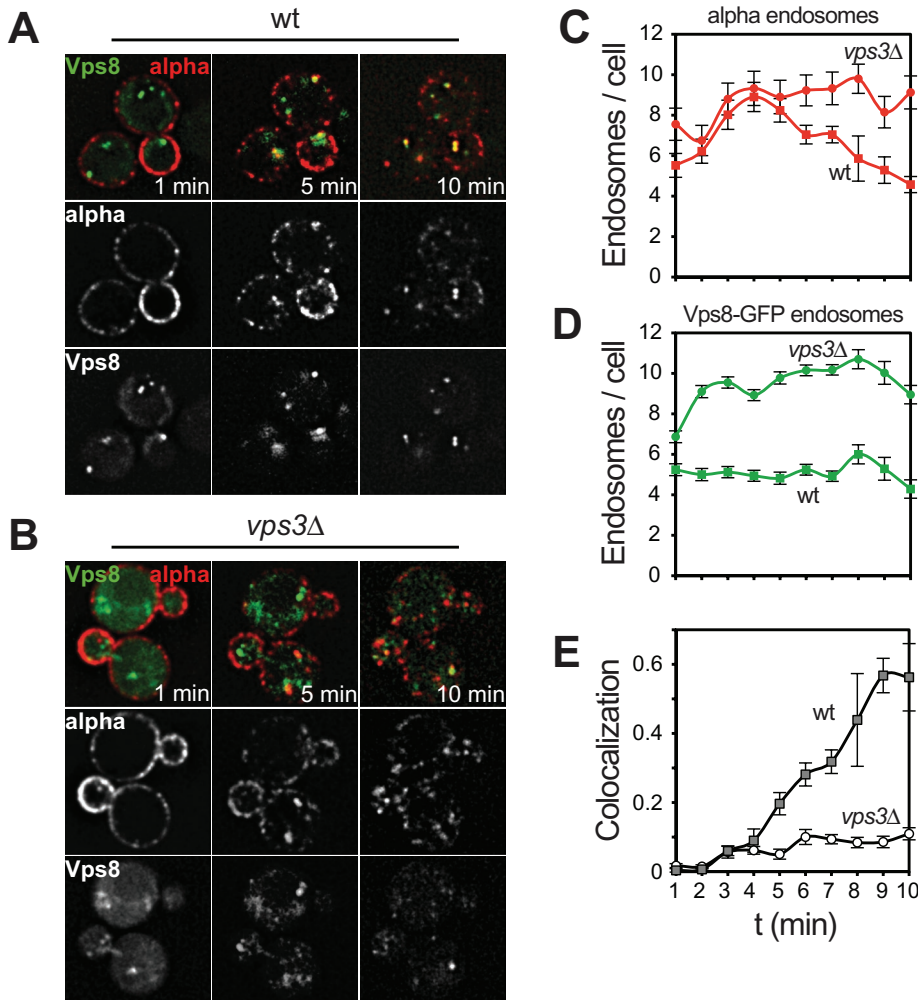 A
wt
Vps8 alpha
1 min
5 min
10 min
alpha
Vps8
B
vps3Δ
Vps8 alpha
1 min
5 min
10 min
alpha
Vps8
C
alpha endosomes
Endosomes / cell
12
10
8
6
4
2
0
vps3Δ
wt
D
Vps8-GFP endosomes
Endosomes / cell
12
10
8
6
4
2
0
vps3Δ
wt
E
Colocalization
0.6
0.4
0.2
0
wt
vps3Δ
1 2 3 4 5 6 7 8 9 10
t (min)